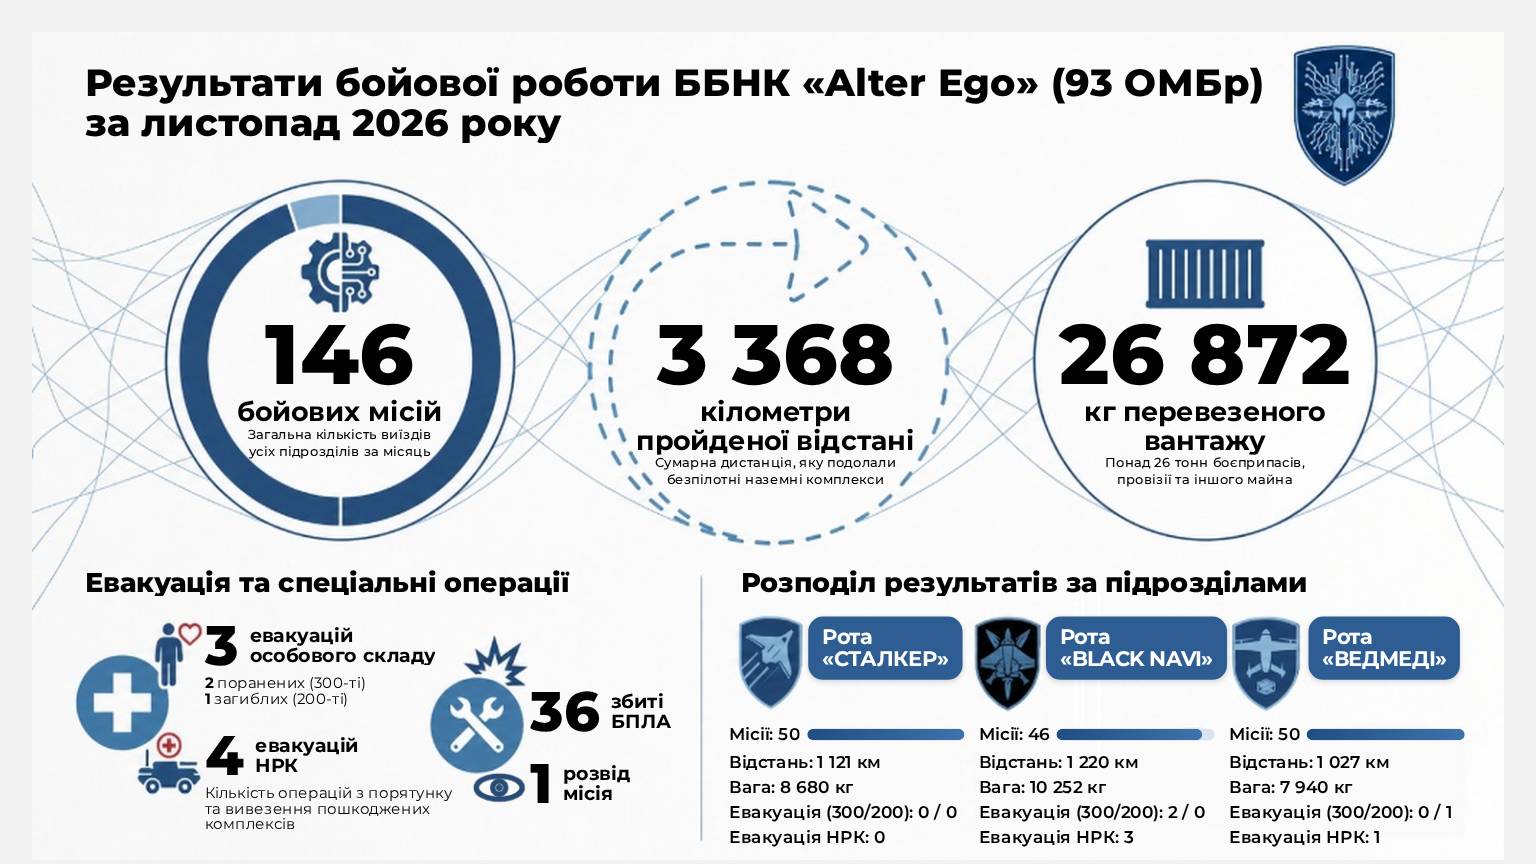 Результати бойової роботи ББНК «Alter Ego» (93 ОМБр)
за листопад 2026 року
146
бойових місій
Загальна кількість виїздів
усіх підрозділів за місяць
3 368
кілометри
пройденої відстані
Сумарна дистанція, яку подолали
безпілотні наземні комплекси
26 872
кг перевезеного
вантажу
Понад 26 тонн боєприпасів,
провізії та іншого майна
Евакуація та спеціальні операції
3 евакуацій
особового складу
2 поранених (300-ті)
1 загиблих (200-ті)
4 евакуацій
НРК
Кількість операцій з порятунку
та вивезення пошкоджених
комплексів
36 збиті
БПЛА
1 розвід
місія
Розподіл результатів за підрозділами
Рота
«СТАЛКЕР»
Місії: 50
Відстань: 1 121 км
Вага: 8 680 кг
Евакуація (300/200): 0 / 0
Евакуація НРК: 0
Рота
«BLACK NAVI»
Місії: 46
Відстань: 1 220 км
Вага: 10 252 кг
Евакуація (300/200): 2 / 0
Евакуація НРК: 3
Рота
«ВЕДМЕДІ»
Місії: 50
Відстань: 1 027 км
Вага: 7 940 кг
Евакуація (300/200): 0 / 1
Евакуація НРК: 1